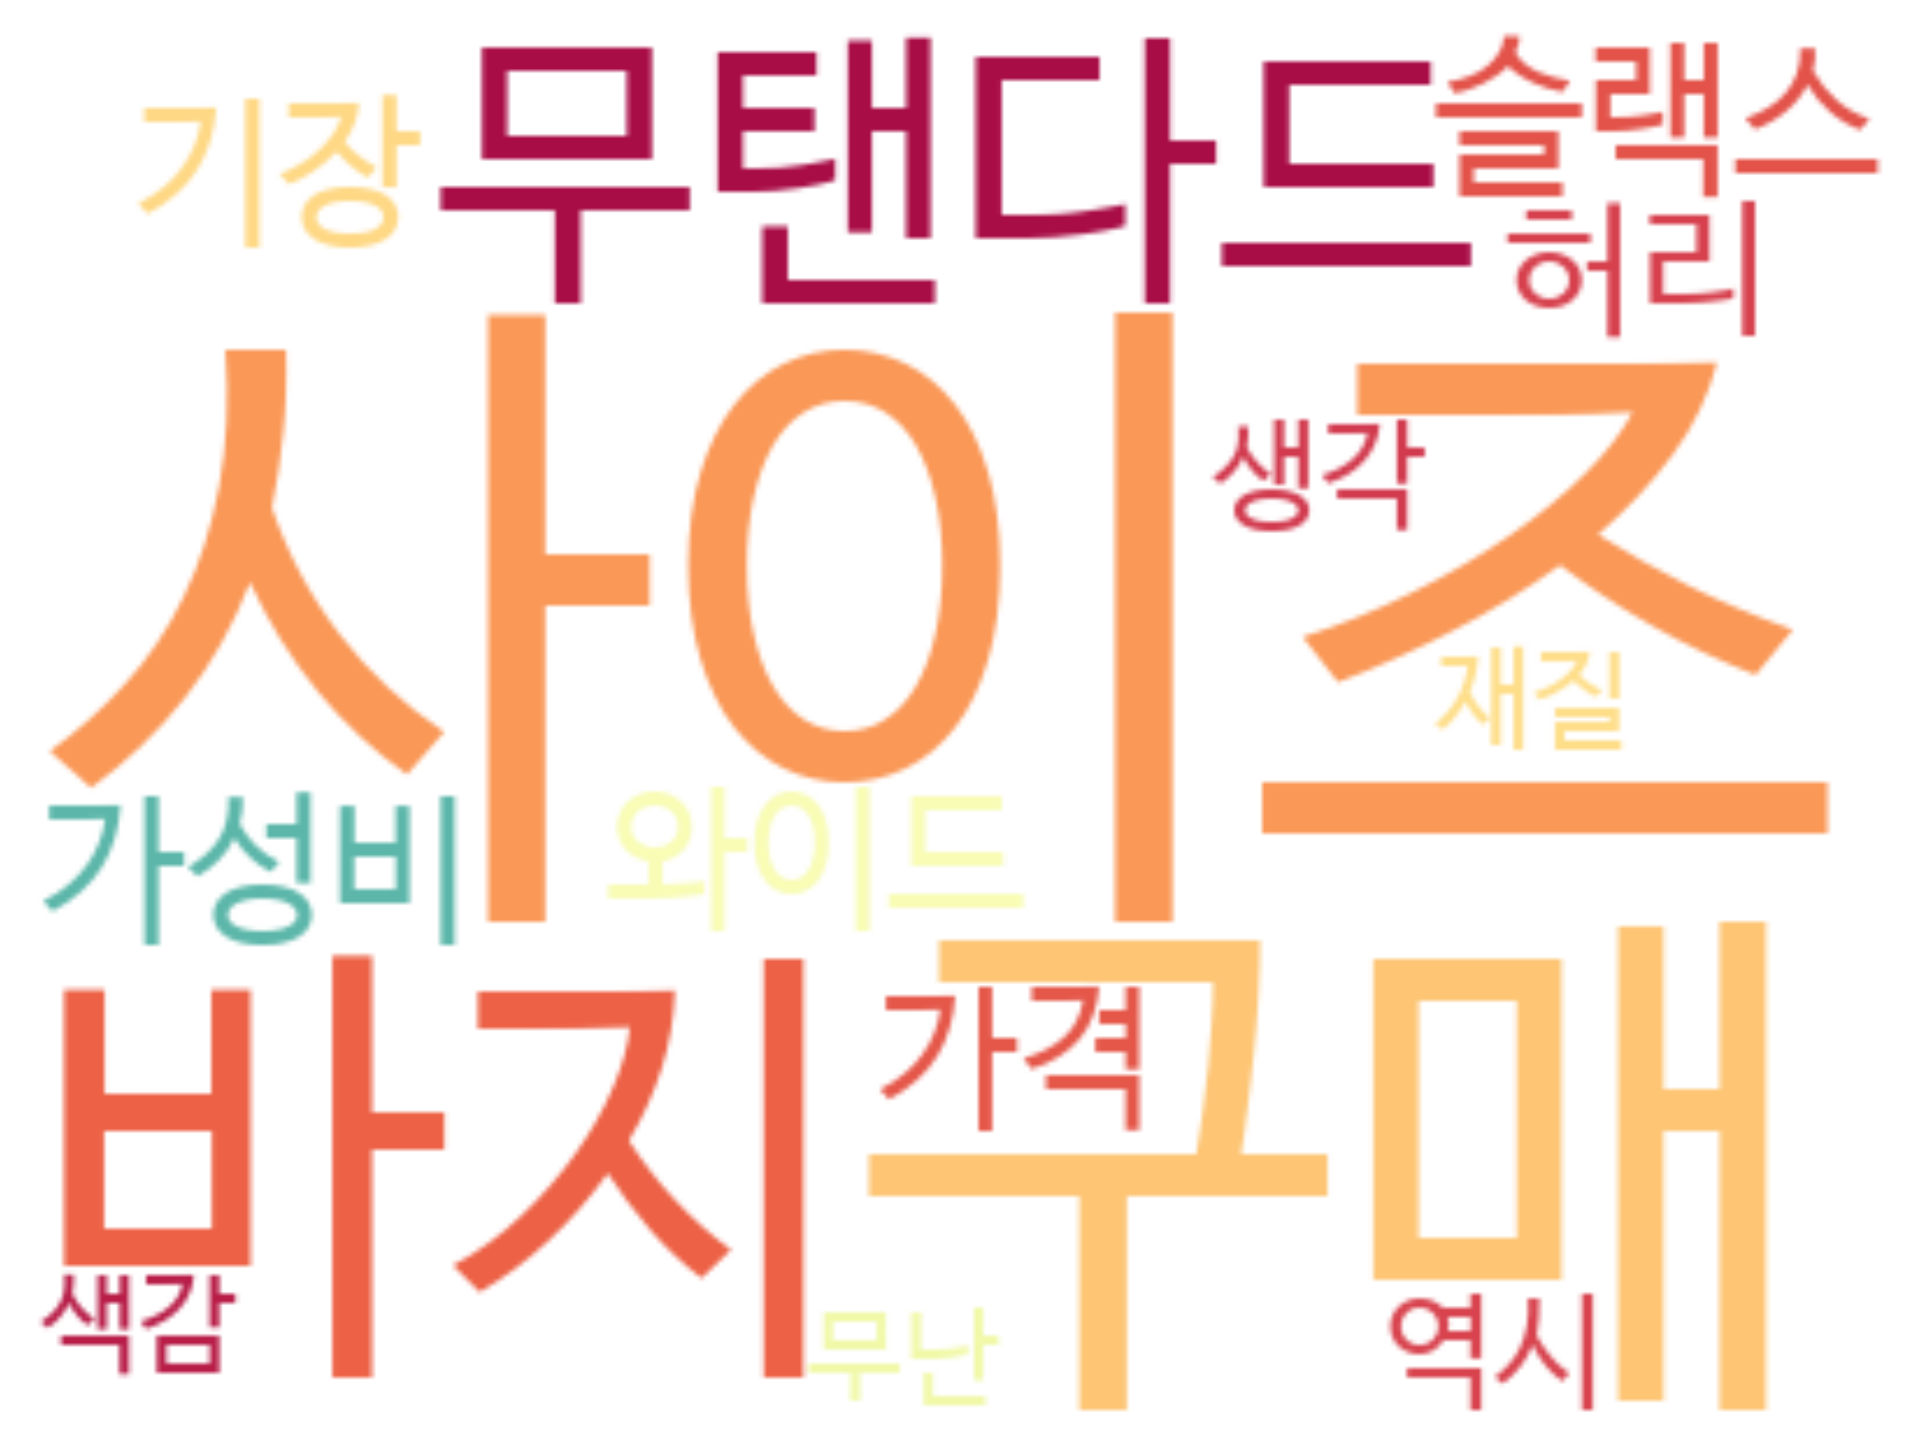 기장 무탠다드 슬랙스
허리
사이즈
생각
재질
가성비 와이드
바지 구매
가격
색감 무난 역시